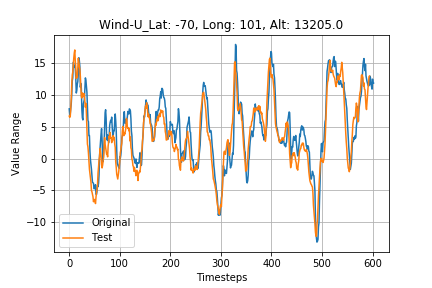 Wind-U_Lat: -70, Long: 101, Alt: 13205.0
Value Range
15
10
5
0
−5
−10
Original
Test
0 100 200 300 400 500 600
Timesteps